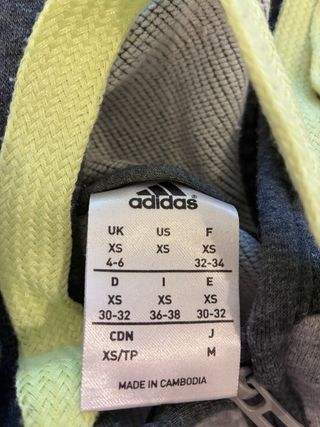 adidas
UK US F
XS XS XS
4-6 32-34
D I E
XS XS XS
30-32 36-38 30-32
CDN J
XS/TP M
MADE IN CAMBODIA